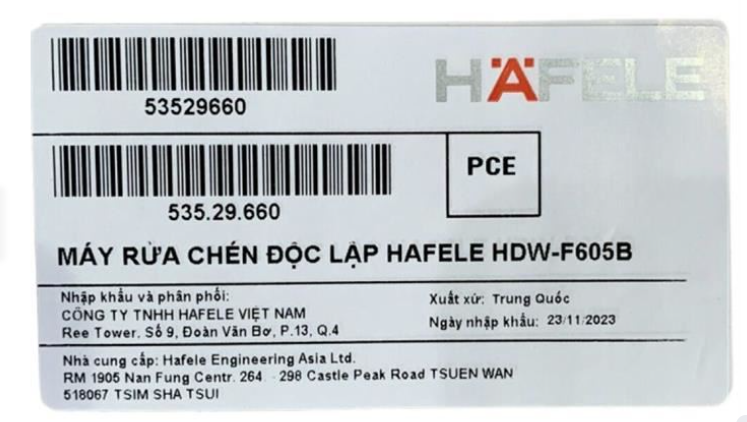 HÄFELE
53529660
535.29.660
PCE
MÁY RỬA CHÉN ĐỘC LẬP HAFELE HDW-F605B
Nhập khẩu và phân phối:
CÔNG TY TNHH HAFELE VIỆT NAM
Ree Tower. Số 9, Đoàn Văn Bơ, P.13, Q.4
Xuất xứ: Trung Quốc
Ngày nhập khẩu: 23/11/2023
Nhà cung cấp: Hafele Engineering Asia Ltd.
RM 1905 Nan Fung Centr. 264. - 298 Castle Peak Road TSUEN WAN
518067 TSIM SHA TSUI